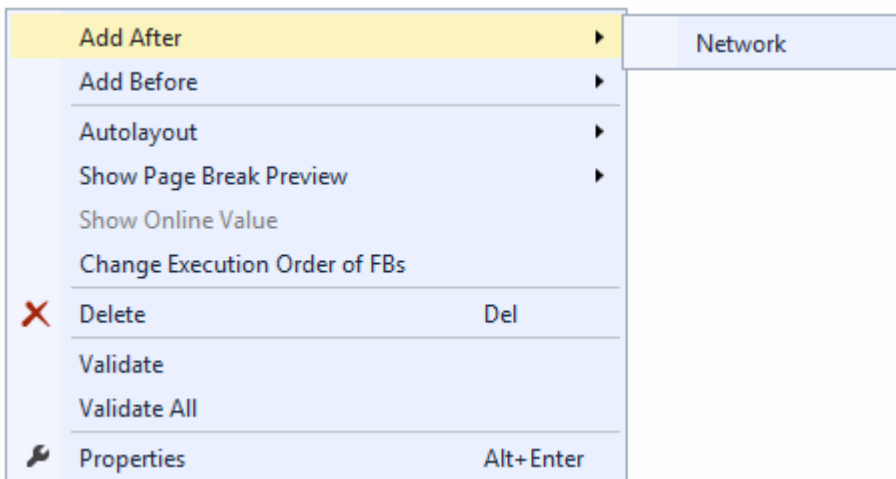 Add After
Network
Add Before
Autolayout
Show Page Break Preview
Show Online Value
Change Execution Order of FBs
Delete Del
Validate
Validate All
Properties Alt+Enter